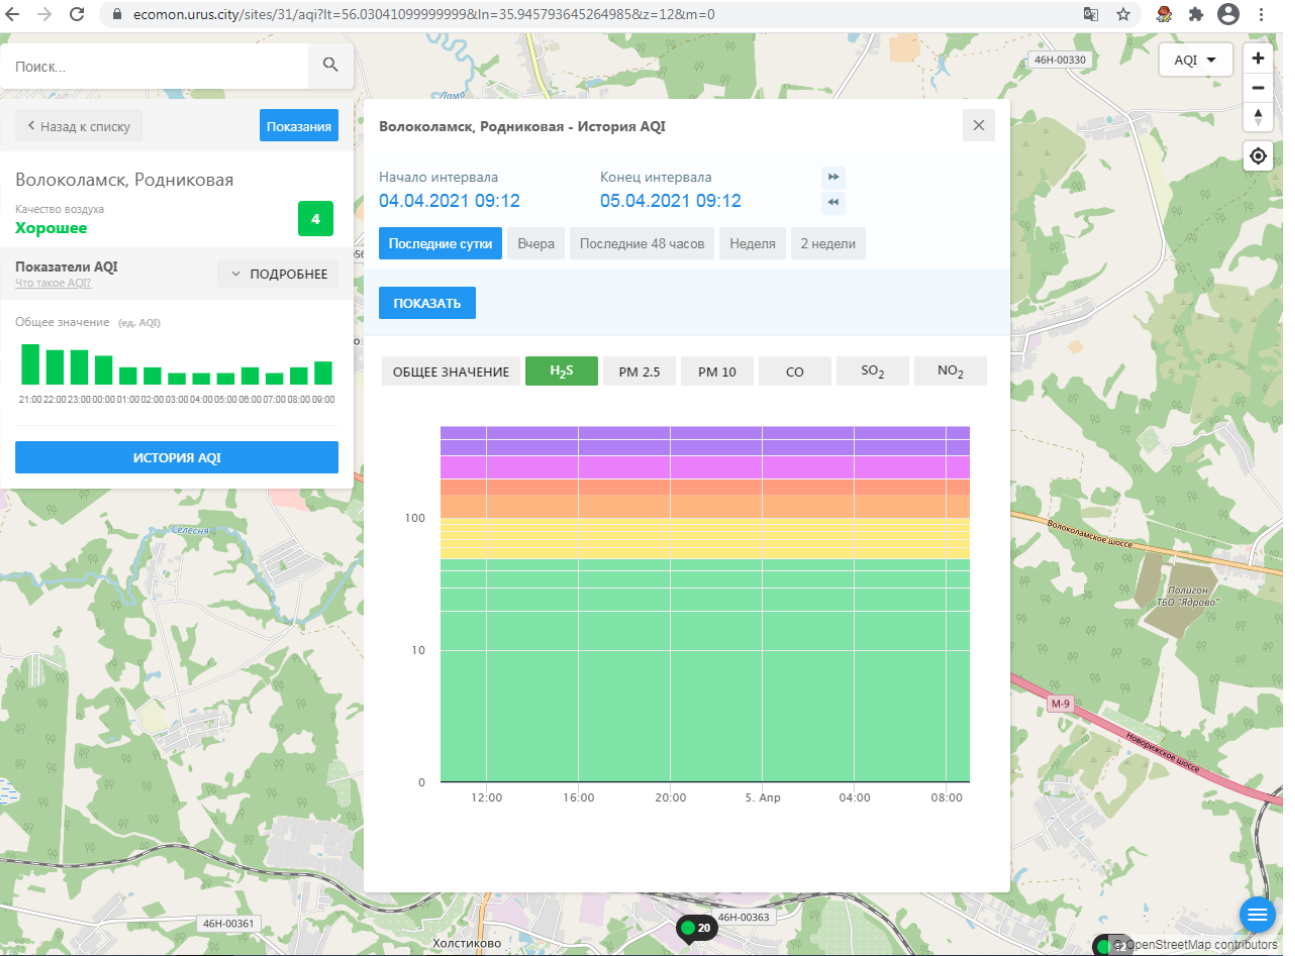 ecomon.urus.city/sites/31/aqi?lt=56.03041099999999&ln=35.945793645264985&z=12&m=0
Поиск...
46Н-00330
AQI
Ламо
Назад к списку
Показания
Волоколамск, Родниковая - История AQI
Волоколамск, Родниковая
Качество воздуха
Хорошее
4
Начало интервала
Конец интервала
04.04.2021 09:12
05.04.2021 09:12
Последние сутки
Вчера
Последние 48 часов
Неделя
2 недели
Показатели AQI
Что такое AQI?
ПОДРОБНЕЕ
ПОКАЗАТЬ
Общее значение (ед. AQI)
21:00 22:00 23:00 00:00 01:00 02:00 03:00 04:00 05:00 06:00 07:00 08:00 09:00
ИСТОРИЯ AQI
ОБЩЕЕ ЗНАЧЕНИЕ
H2S
PM 2.5
PM 10
CO
SO2
NO2
100
10
0
12:00
16:00
20:00
5. Апр
04:00
08:00
Селесня
Волоколамское шоссе
Полигон
ТБО "Ядрово"
М-9
Новорижское шоссе
46Н-00361
46Н-00363
20
Холстиково
© OpenStreetMap contributors